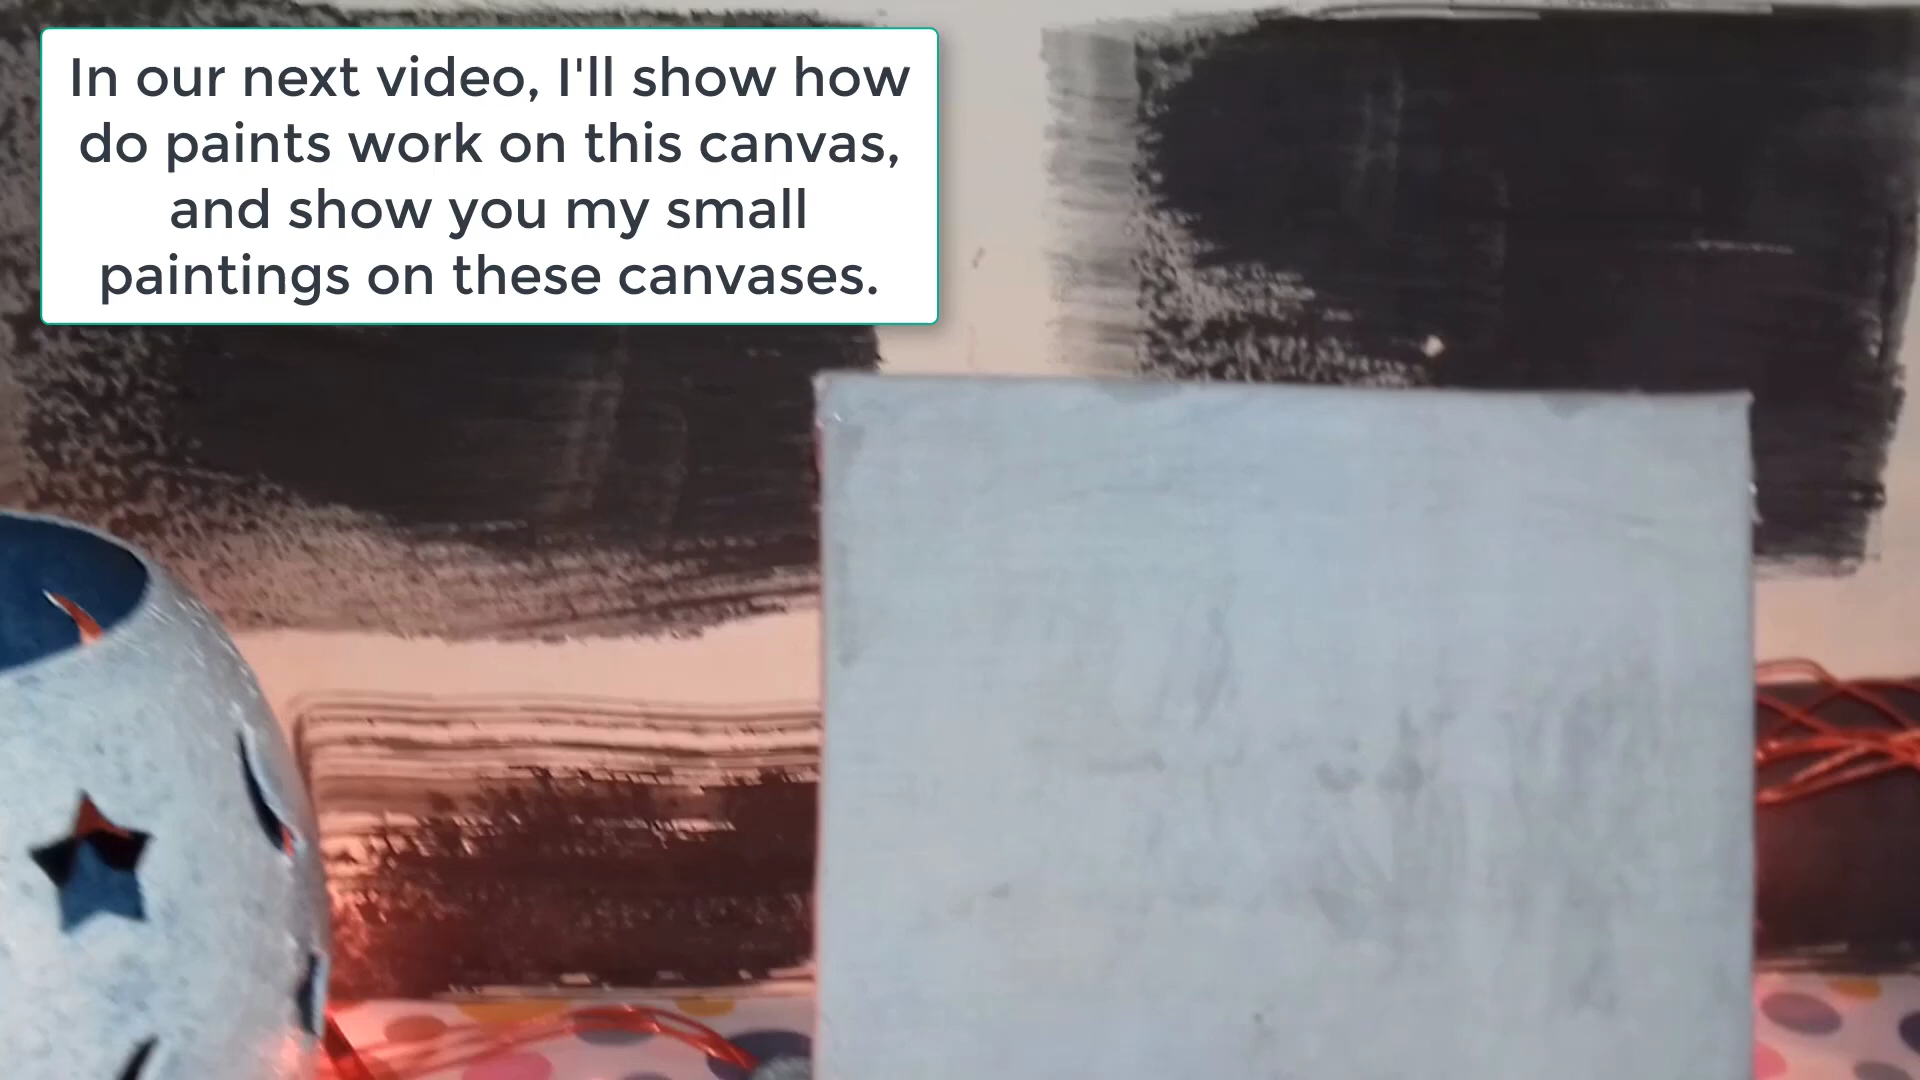 In our next video, I'll show how
do paints work on this canvas,
and show you my small
paintings on these canvases.